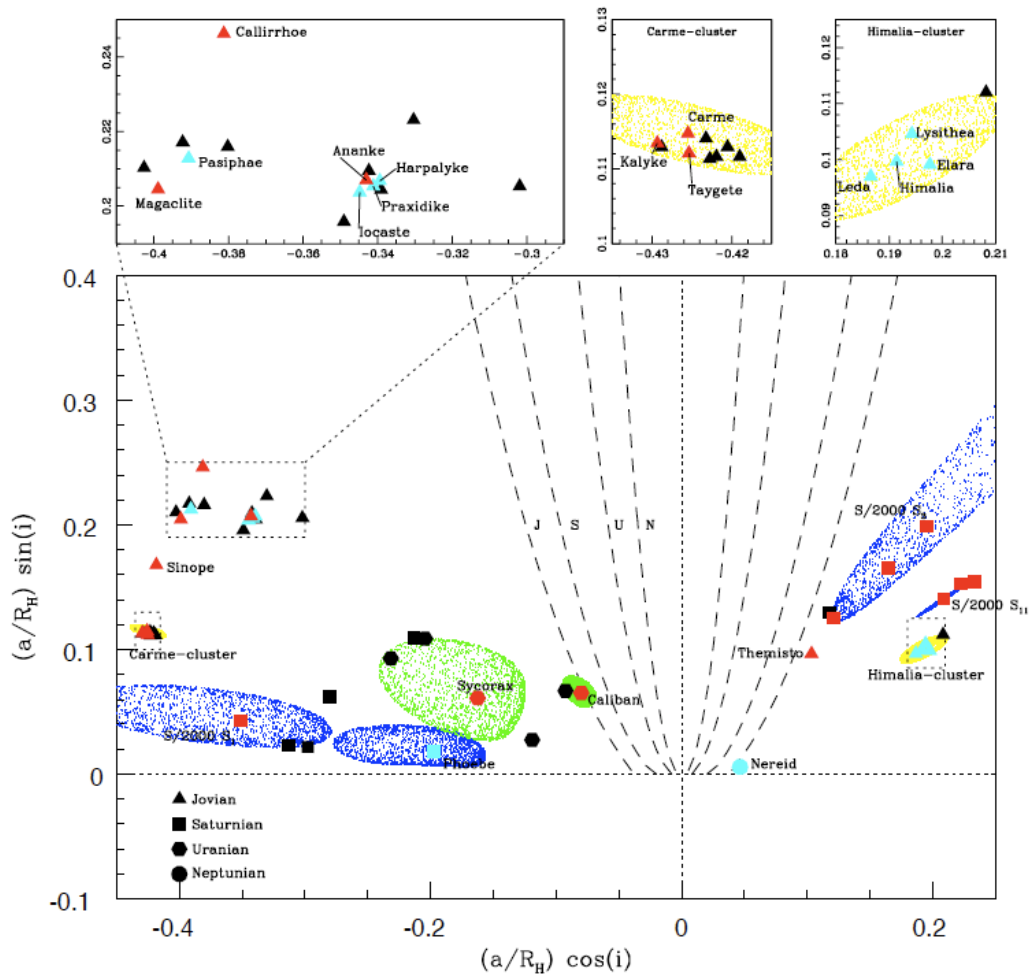 Callirrhoe
Pasiphae
Magaclite
Ananke
Harpalyke
Praxidike
Iocaste
0.2
0.22
0.24
-0.4
-0.38
-0.36
-0.34
-0.32
-0.3
Carme-cluster
Carme
Kalyke
Taygete
0.1
0.11
0.12
0.13
-0.43
-0.42
Himalia-cluster
Lysithea
Elara
Leda
Himalia
0.09
0.1
0.11
0.12
0.18
0.19
0.2
0.21
0.4
0.3
0.2
0.1
0
-0.1
(a/R_H) sin(i)
J S U N
S/2000 S
Sinope
S/2000 S₁₁
Carme-cluster
Themisto
Himalia-cluster
Sycorax
Caliban
S/2000 S
Phoebe
Nereid
Jovian
Saturnian
Uranian
Neptunian
-0.4
-0.2
0
0.2
(a/R_H) cos(i)